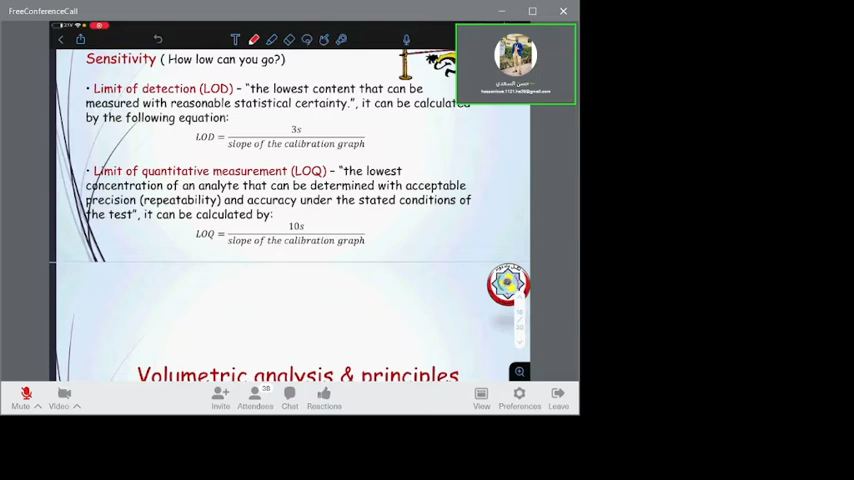 FreeConferenceCall
Sensitivity ( How low can you go?)
• Limit of detection (LOD) – “the lowest content that can be
measured with reasonable statistical certainty.”, it can be calculated
by the following equation:
LOD = 3s / slope of the calibration graph
• Limit of quantitative measurement (LOQ) – “the lowest
concentration of an analyte that can be determined with acceptable
precision (repeatability) and accuracy under the stated conditions of
the test”, it can be calculated by:
LOQ = 10s / slope of the calibration graph
حسن السعدي
Volumetric analysis & principles
38
Mute
Video
Invite
Attendees
Chat
Reactions
View
Preferences
Leave